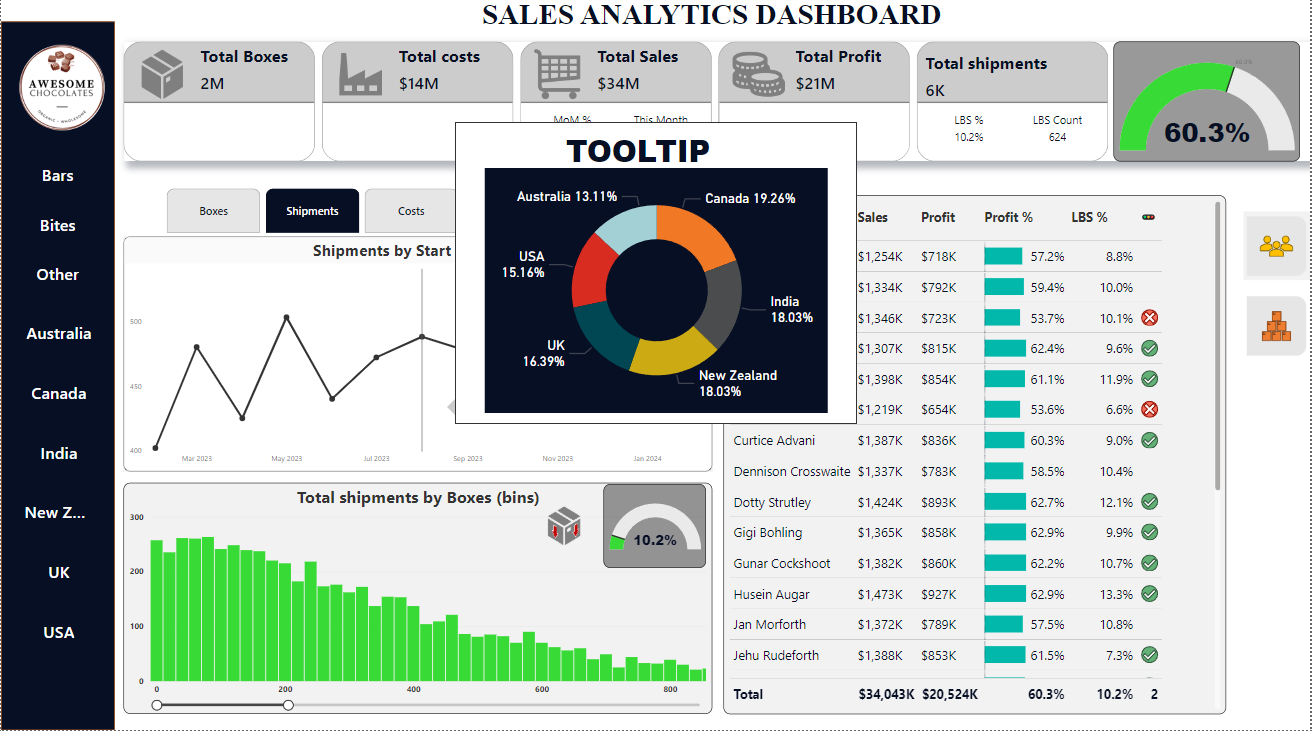 SALES ANALYTICS DASHBOARD
AWESOME
CHOCOLATES
ORGANIC • WHOLESOME
Bars
Bites
Other
Australia
Canada
India
New Z...
UK
USA
Total Boxes
2M
Total costs
$14M
Total Sales
$34M
MoM %
This Month
Total Profit
$21M
Total shipments
6K
LBS %
10.2%
LBS Count
624
60.3%
Boxes
Shipments
Costs
Shipments by Start
500
450
400
Mar 2023
May 2023
Jul 2023
Sep 2023
Nov 2023
Jan 2024
TOOLTIP
Australia 13.11%
Canada 19.26%
USA
15.16%
India
18.03%
UK
16.39%
New Zealand
18.03%
Total shipments by Boxes (bins)
10.2%
300
200
100
0
0
200
400
600
800
Sales Profit Profit % LBS %
$1,254K $718K 57.2% 8.8%
$1,334K $792K 59.4% 10.0%
$1,346K $723K 53.7% 10.1%
$1,307K $815K 62.4% 9.6%
$1,398K $854K 61.1% 11.9%
$1,219K $654K 53.6% 6.6%
Curtice Advani $1,387K $836K 60.3% 9.0%
Dennison Crosswaite $1,337K $783K 58.5% 10.4%
Dotty Strutley $1,424K $893K 62.7% 12.1%
Gigi Bohling $1,365K $858K 62.9% 9.9%
Gunar Cockshoot $1,382K $860K 62.2% 10.7%
Husein Augar $1,473K $927K 62.9% 13.3%
Jan Morforth $1,372K $789K 57.5% 10.8%
Jehu Rudeforth $1,388K $853K 61.5% 7.3%
Total $34,043K $20,524K 60.3% 10.2% 2